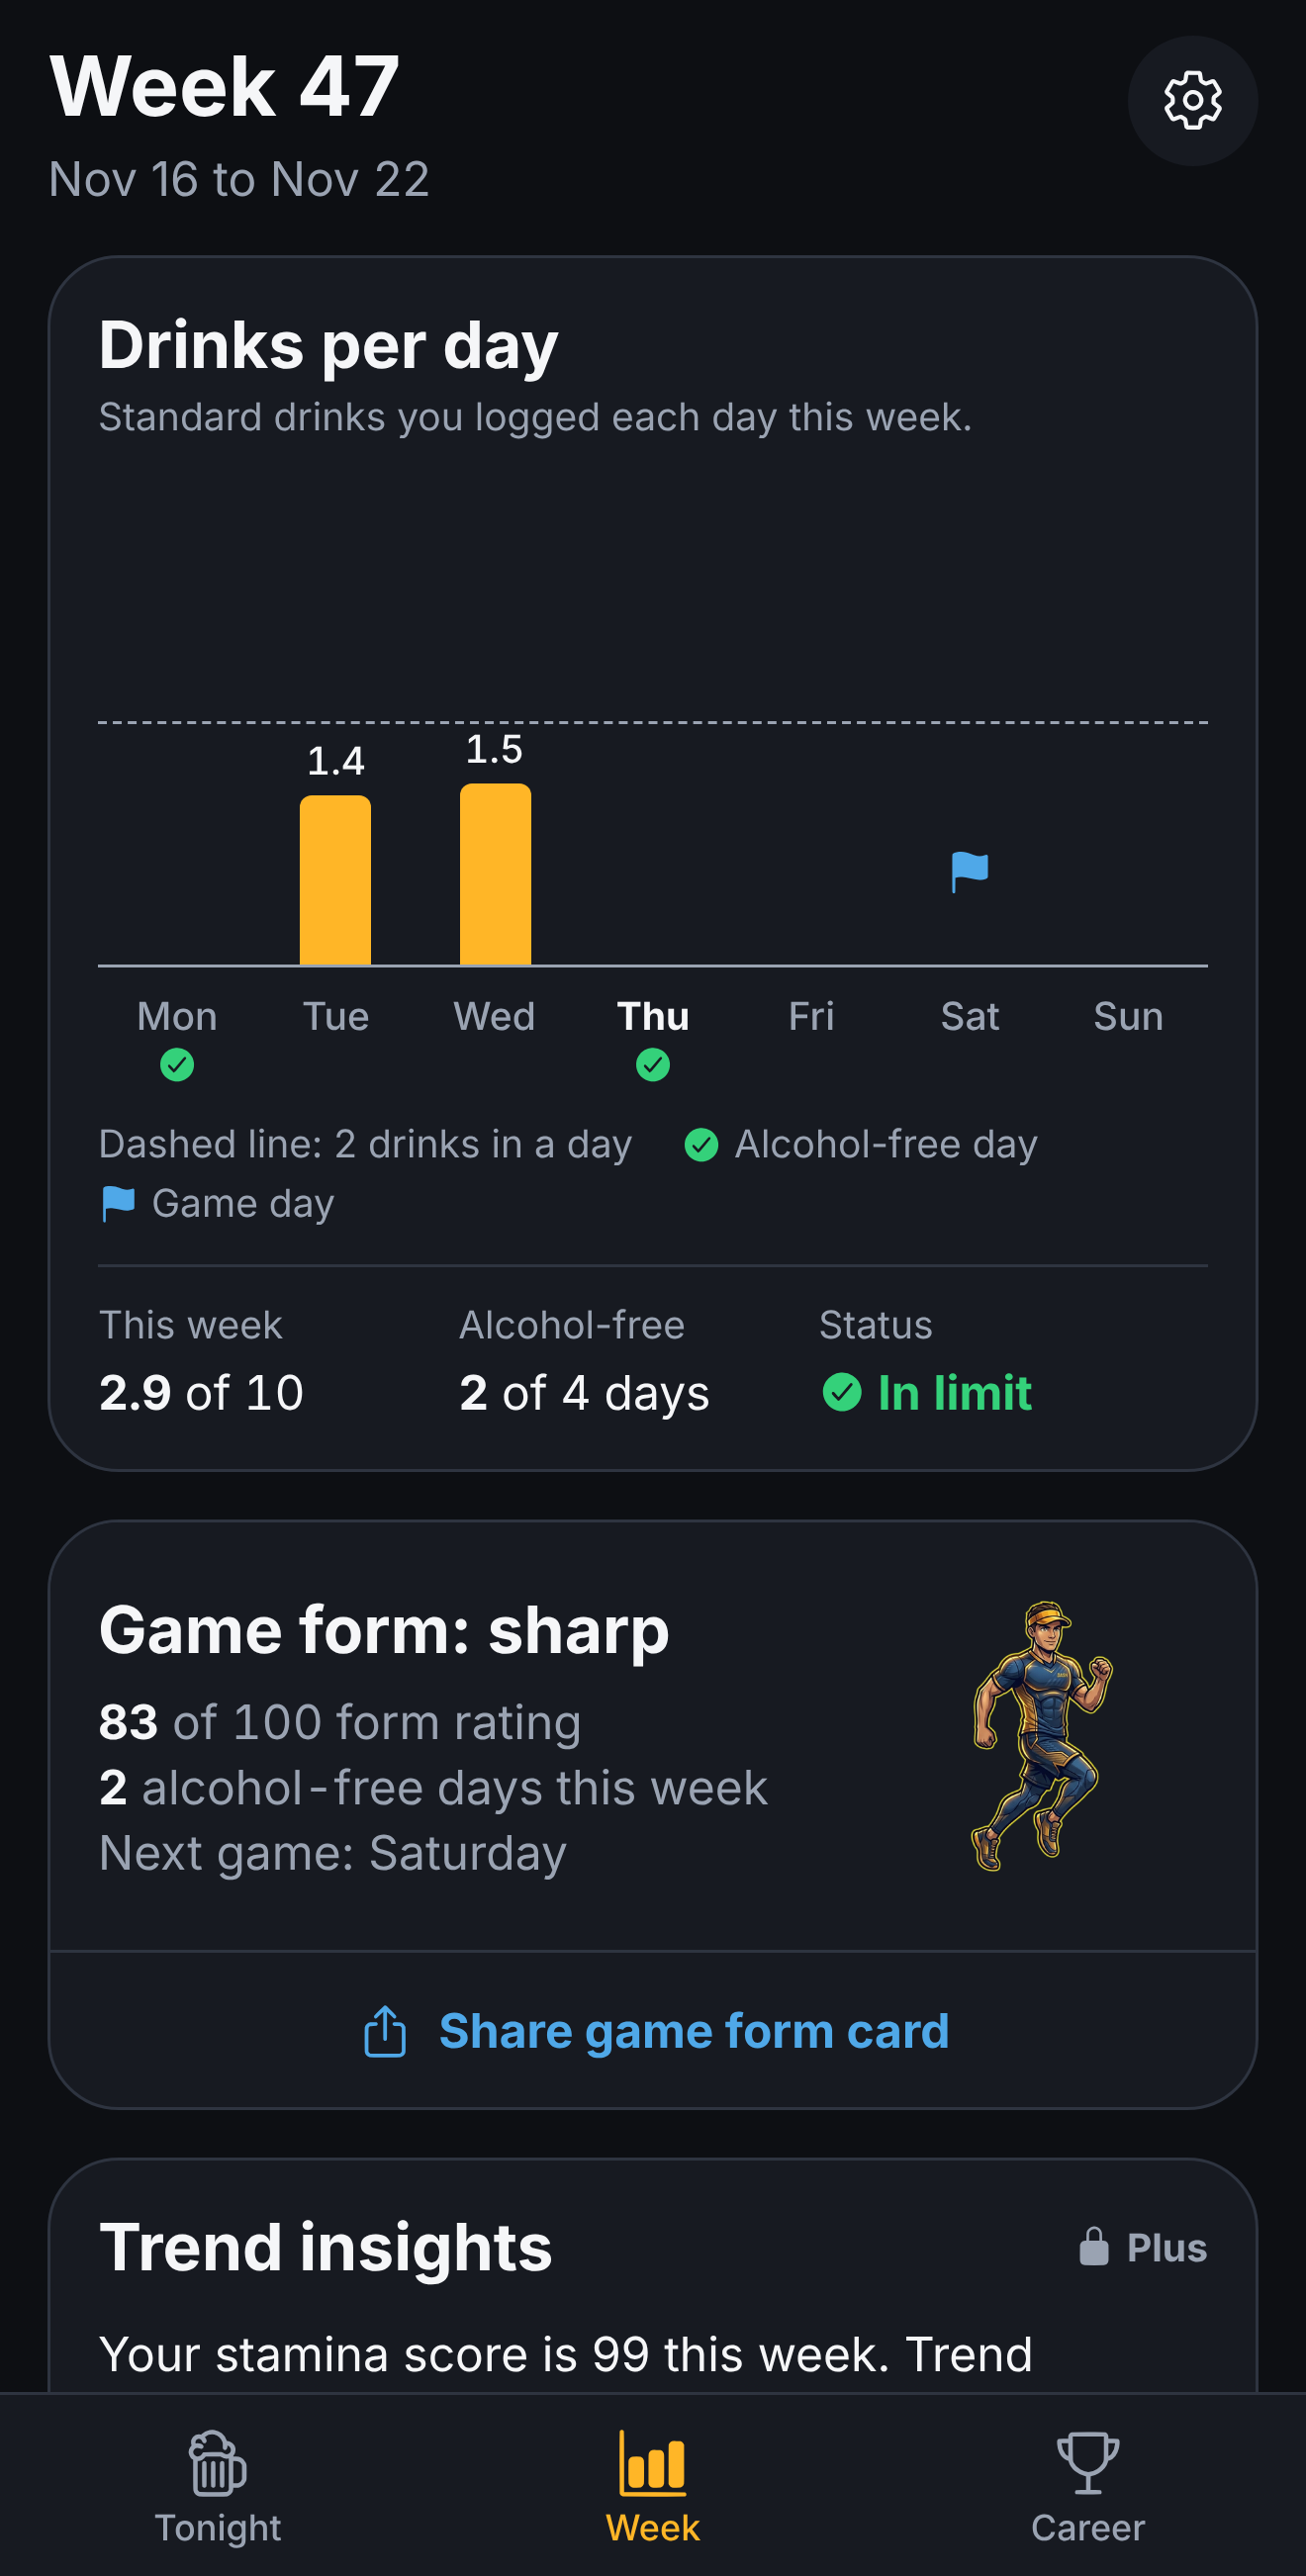 Week 47
Nov 16 to Nov 22
Drinks per day
Standard drinks you logged each day this week.
1.4
1.5
Mon Tue Wed Thu Fri Sat Sun
Dashed line: 2 drinks in a day Alcohol-free day
Game day
This week Alcohol-free Status
2.9 of 10 2 of 4 days In limit
Game form: sharp
83 of 100 form rating
2 alcohol-free days this week
Next game: Saturday
Share game form card
Trend insights Plus
Your stamina score is 99 this week. Trend
Tonight Week Career